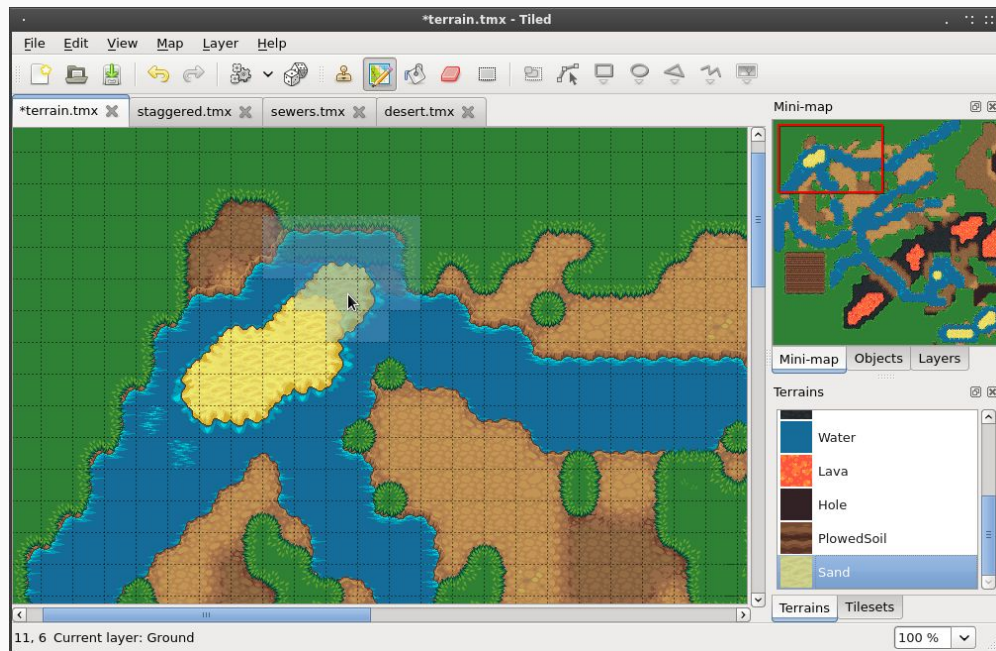 *terrain.tmx - Tiled
File Edit View Map Layer Help
*terrain.tmx staggered.tmx sewers.tmx desert.tmx
Mini-map
Mini-map Objects Layers
Terrains
Water
Lava
Hole
PlowedSoil
Sand
Terrains Tilesets
11, 6 Current layer: Ground
100 %